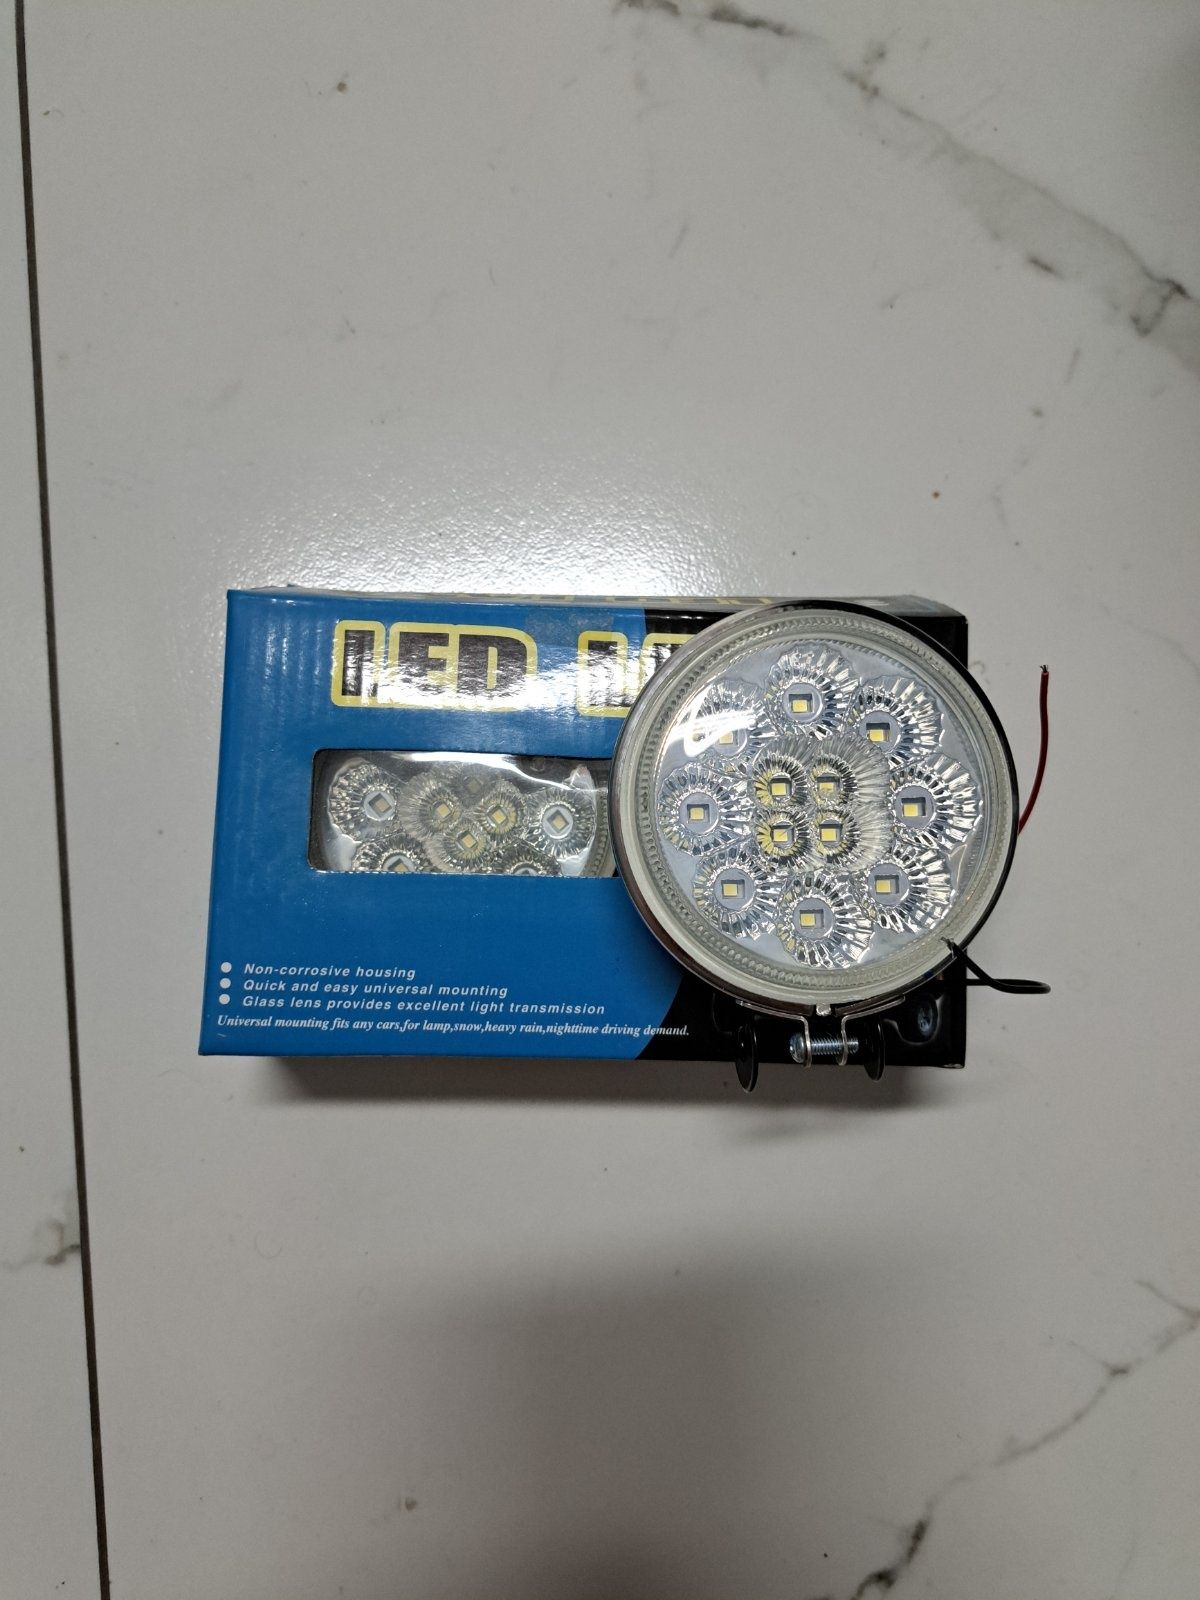 LED
Non-corrosive housing
Quick and easy universal mounting
Glass lens provides excellent light transmission
Universal mounting fits any cars,for lamp,snow,heavy rain,nighttime driving demand.